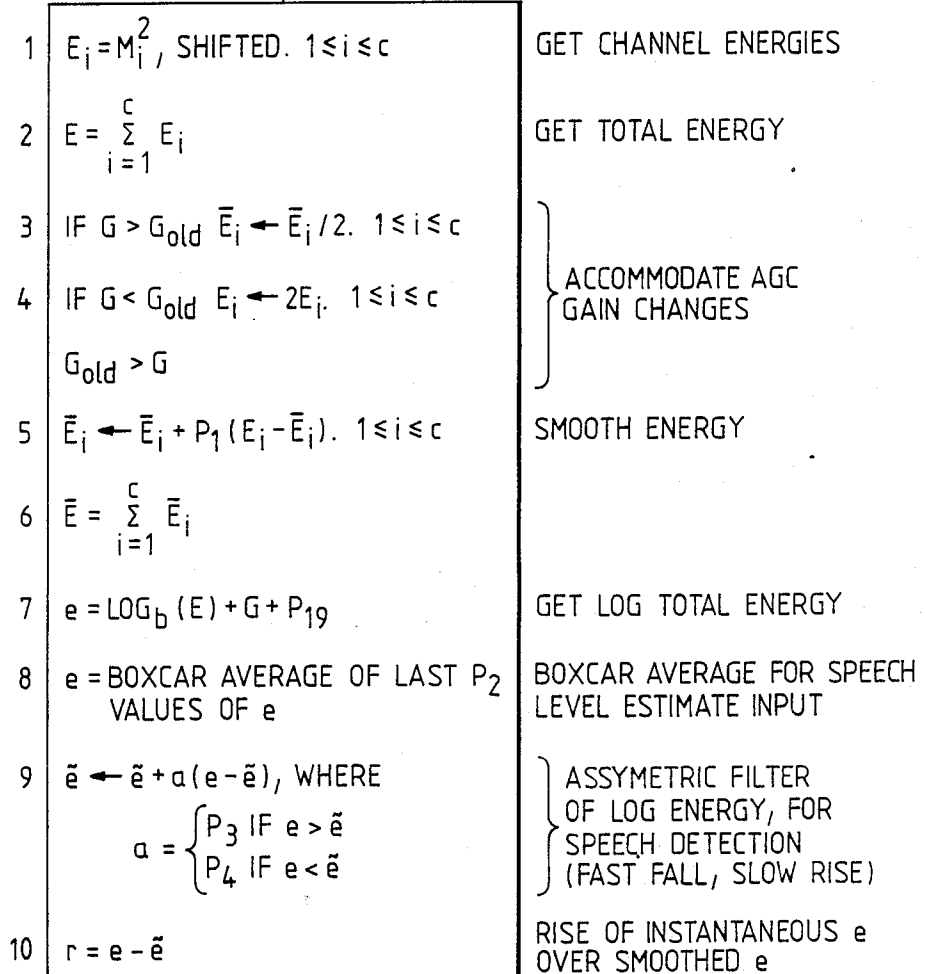 1 E_i = M_i^2, SHIFTED. 1 ≤ i ≤ c GET CHANNEL ENERGIES
2 E = Σ_{i=1}^{c} E_i GET TOTAL ENERGY
3 IF G > G_old Ē_i ← Ē_i /2. 1 ≤ i ≤ c
4 IF G < G_old E_i ← 2E_i. 1 ≤ i ≤ c
G_old > G
ACCOMMODATE AGC
GAIN CHANGES
5 Ē_i ← Ē_i + P_1 (E_i - Ē_i). 1 ≤ i ≤ c SMOOTH ENERGY
6 Ē = Σ_{i=1}^{c} Ē_i
7 e = LOG_b (E) + G + P_19 GET LOG TOTAL ENERGY
8 e = BOXCAR AVERAGE OF LAST P_2 BOXCAR AVERAGE FOR SPEECH
VALUES OF e LEVEL ESTIMATE INPUT
9 ẽ ← ẽ + a (e - ẽ), WHERE
a = { P_3 IF e > ẽ
P_4 IF e < ẽ
ASSYMETRIC FILTER
OF LOG ENERGY, FOR
SPEECH DETECTION
(FAST FALL, SLOW RISE)
10 r = e - ẽ RISE OF INSTANTANEOUS e
OVER SMOOTHED e